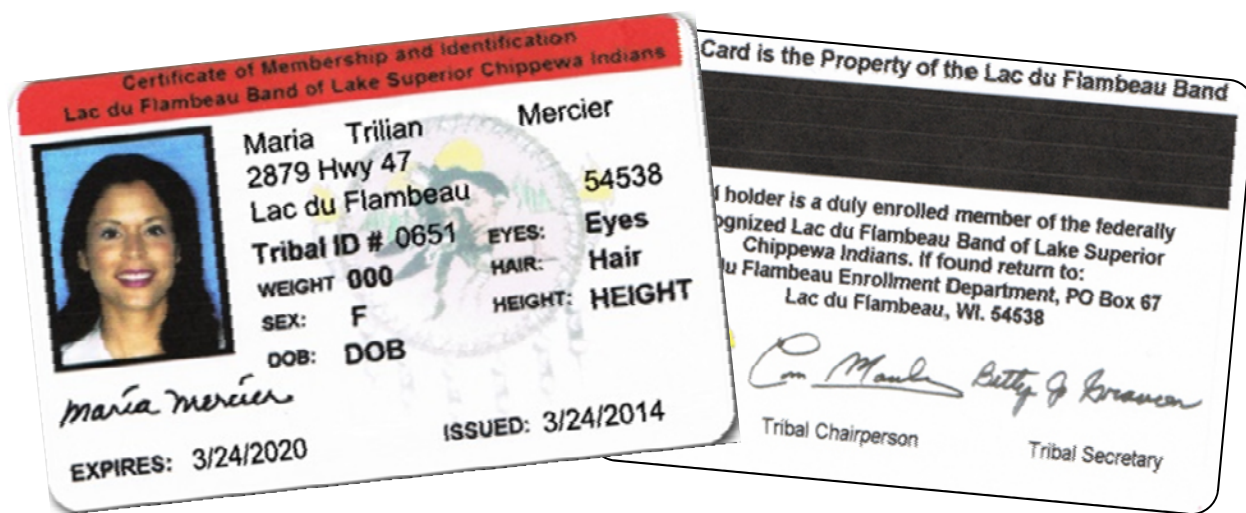 Certificate of Membership and Identification
Lac du Flambeau Band of Lake Superior Chippewa Indians
Maria Trilian Mercier
2879 Hwy 47
Lac du Flambeau 54538
Tribal ID # 0651 EYES: Eyes
WEIGHT 000 HAIR: Hair
SEX: F HEIGHT: HEIGHT
DOB: DOB
Maria Mercier
EXPIRES: 3/24/2020 ISSUED: 3/24/2014
Card is the Property of the Lac du Flambeau Band
holder is a duly enrolled member of the federally
ognized Lac du Flambeau Band of Lake Superior
Chippewa Indians. If found return to:
u Flambeau Enrollment Department, PO Box 67
Lac du Flambeau, WI. 54538
Betty Jo
Tribal Chairperson Tribal Secretary